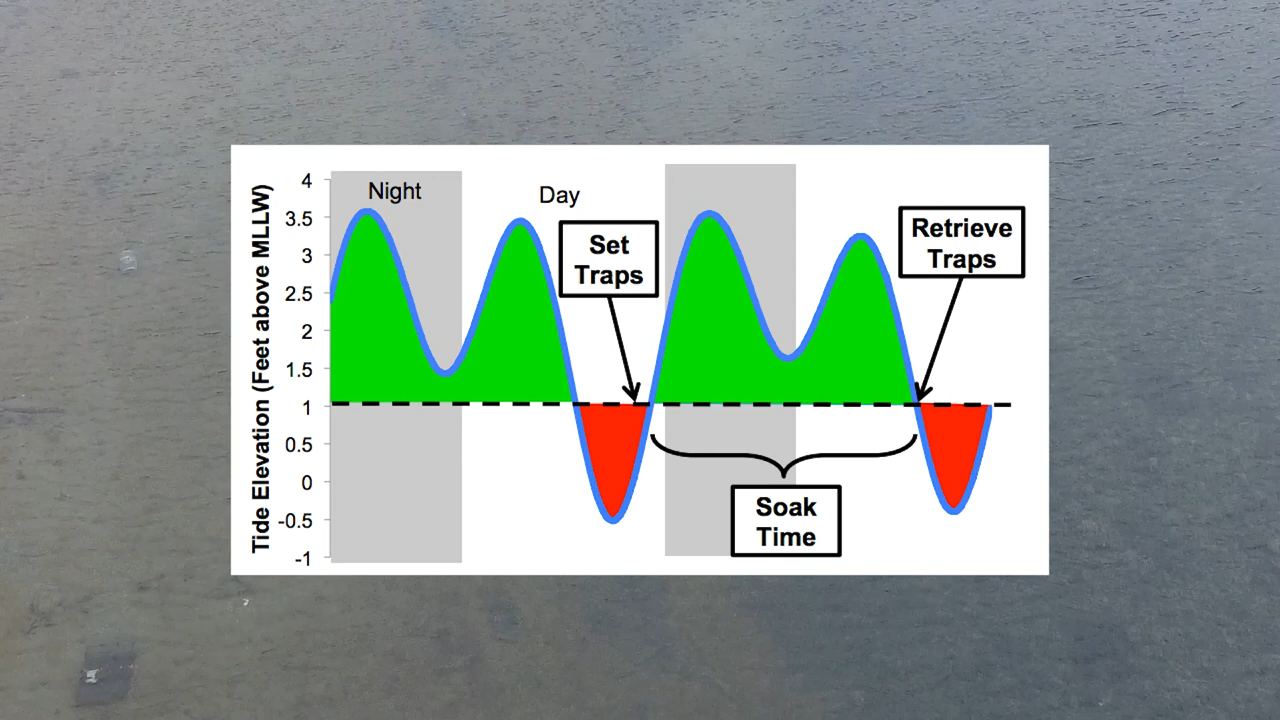 Tide Elevation (Feet above MLLW)
4
3.5
3
2.5
2
1.5
1
0.5
0
-0.5
-1
Night
Day
Set
Traps
Retrieve
Traps
Soak
Time